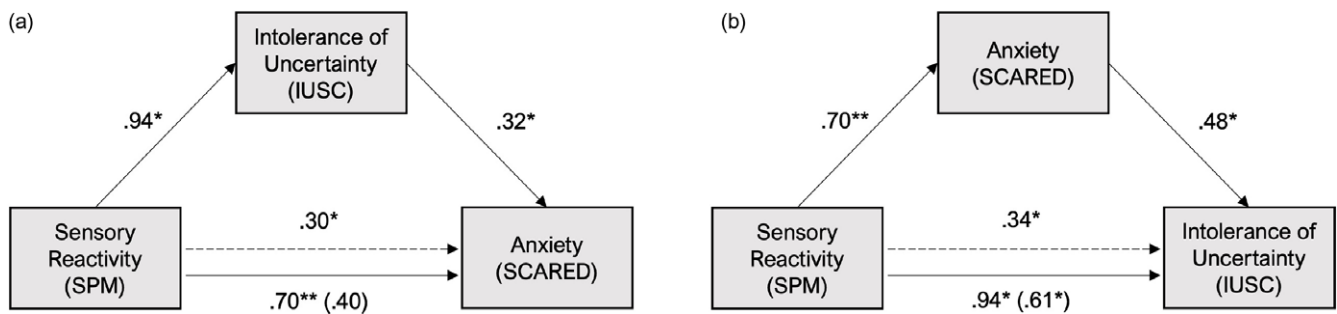 (a)
Intolerance of
Uncertainty
(IUSC)
.94*
.32*
Sensory
Reactivity
(SPM)
.30*
.70** (.40)
Anxiety
(SCARED)
(b)
Anxiety
(SCARED)
.70**
.48*
Sensory
Reactivity
(SPM)
.34*
.94* (.61*)
Intolerance of
Uncertainty
(IUSC)